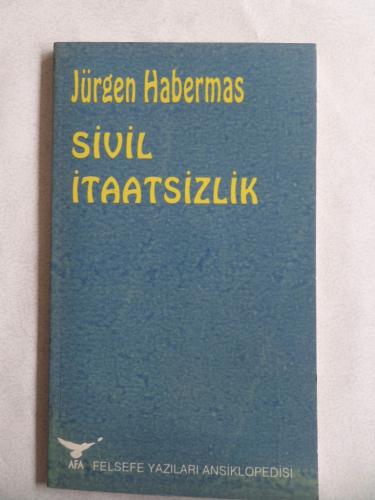 Jürgen Habermas
SİVİL
İTAATSİZLİK
AFA FELSEFE YAZILARI ANSİKLOPEDİSİ